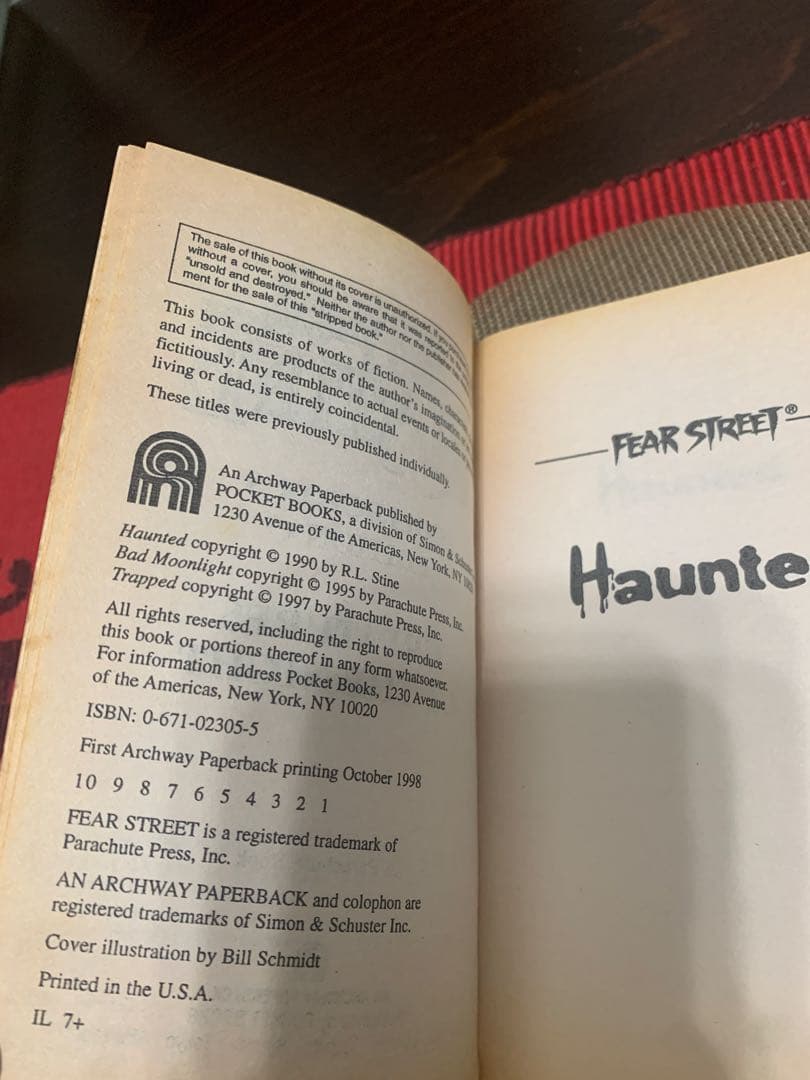 The sale of this book without its cover is unauthorized. If you
without a cover, you should be aware that it was reported
"unsold and destroyed." Neither the author nor the publisher
ment for the sale of this "stripped book."
This book consists of works of fiction. Names,
and incidents are products of the author's imagination
fictitiously. Any resemblance to actual events or locales or
living or dead, is entirely coincidental.
These titles were previously published individually.
An Archway Paperback published by
POCKET BOOKS, a division of Simon & Schuster
1230 Avenue of the Americas, New York, NY
Haunted copyright © 1990 by R.L. Stine
Bad Moonlight copyright © 1995 by Parachute Press, Inc.
Trapped copyright © 1997 by Parachute Press, Inc.
All rights reserved, including the right to reproduce
this book or portions thereof in any form whatsoever.
For information address Pocket Books, 1230 Avenue
of the Americas, New York, NY 10020
ISBN: 0-671-02305-5
First Archway Paperback printing October 1998
10 9 8 7 6 5 4 3 2 1
FEAR STREET is a registered trademark of
Parachute Press, Inc.
AN ARCHWAY PAPERBACK and colophon are
registered trademarks of Simon & Schuster Inc.
Cover illustration by Bill Schmidt
Printed in the U.S.A.
IL 7+
FEAR STREET®
Haunte